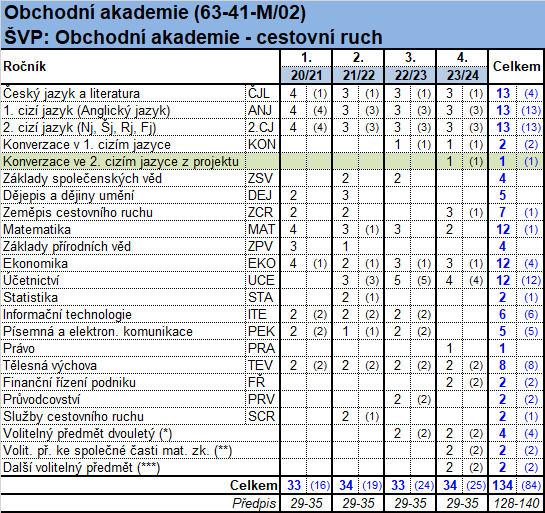 Obchodní akademie (63-41-M/02)
ŠVP: Obchodní akademie - cestovní ruch
Ročník 1. 2. 3. 4. Celkem
20/21 21/22 22/23 23/24
Český jazyk a literatura ČJL 4 (1) 3 (1) 3 (1) 3 (1) 13 (4)
1. cizí jazyk (Anglický jazyk) ANJ 4 (4) 3 (3) 3 (3) 3 (3) 13 (13)
2. cizí jazyk (Nj, Šj, Rj, Fj) 2.CJ 4 (4) 3 (3) 3 (3) 3 (3) 13 (13)
Konverzace v 1. cizím jazyce KON 1 (1) 1 (1) 2 (2)
Konverzace ve 2. cizím jazyce z projektu 1 (1) 1 (1)
Základy společenských věd ZSV 2 2 4
Dějepis a dějiny umění DEJ 2 3 5
Zeměpis cestovního ruchu ZCR 2 2 3 (1) 7 (1)
Matematika MAT 4 3 (1) 3 2 12 (1)
Základy přírodních věd ZPV 3 1 4
Ekonomika EKO 4 (1) 2 (1) 3 (1) 3 (1) 12 (4)
Účetnictví UCE 3 (3) 5 (5) 4 (4) 12 (12)
Statistika STA 2 (1) 2 (1)
Informační technologie ITE 2 (2) 2 (2) 2 (2) 6 (6)
Písemná a elektron. komunikace PEK 2 (2) 1 (1) 2 (2) 5 (5)
Právo PRA 1 1
Tělesná výchova TEV 2 (2) 2 (2) 2 (2) 2 (2) 8 (8)
Finanční řízení podniku FŘ 2 (2) 2 (2)
Průvodcovství PRV 2 (2) 2 (2)
Služby cestovního ruchu SCR 2 (1) 2 (1)
Volitelný předmět dvouletý (*) 2 (2) 2 (2) 4 (4)
Volit. př. ke společné části mat. zk. (**) 2 (2) 2 (2)
Další volitelný předmět (***) 2 (2) 2 (2)
Celkem 33 (16) 34 (19) 33 (24) 34 (25) 134 (84)
Předpis 29-35 29-35 29-35 29-35 128-140